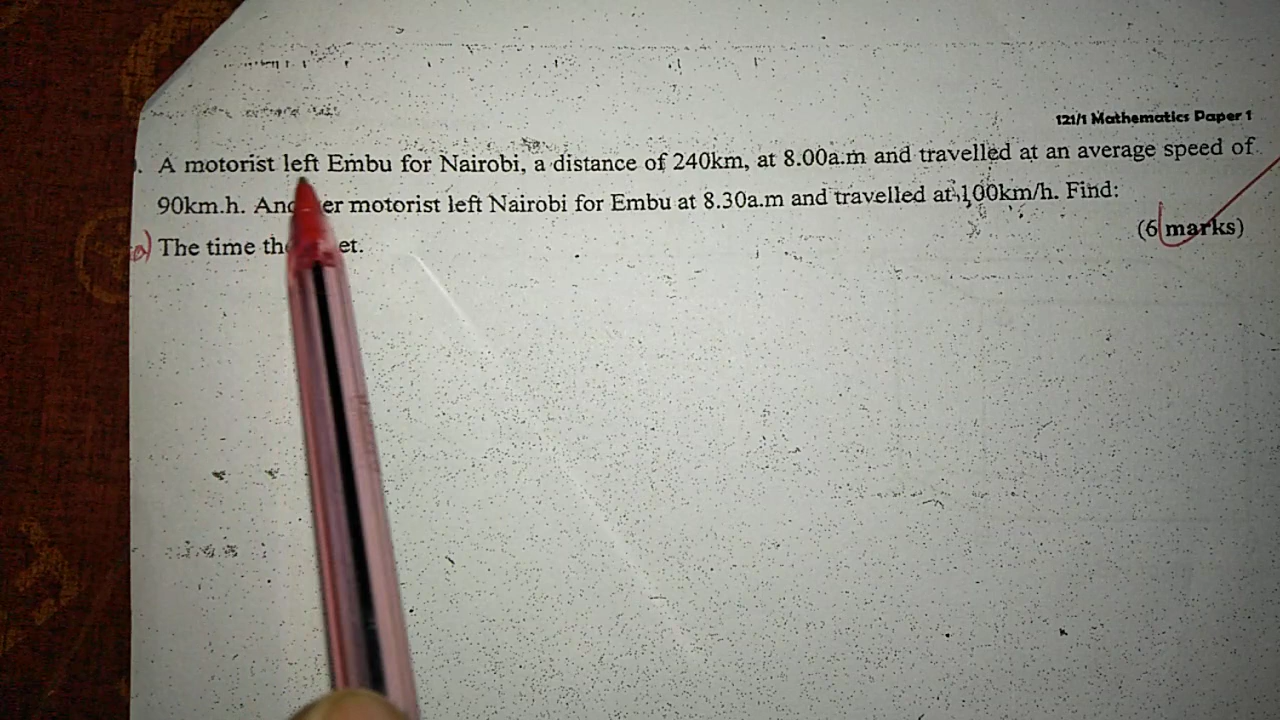 121/1 Mathematics Paper 1
. A motorist left Embu for Nairobi, a distance of 240km, at 8.00a.m and travelled at an average speed of
90km.h. motorist left Nairobi for Embu at 8.30a.m and travelled at 100km/h. Find:
(6 marks)
a) The time